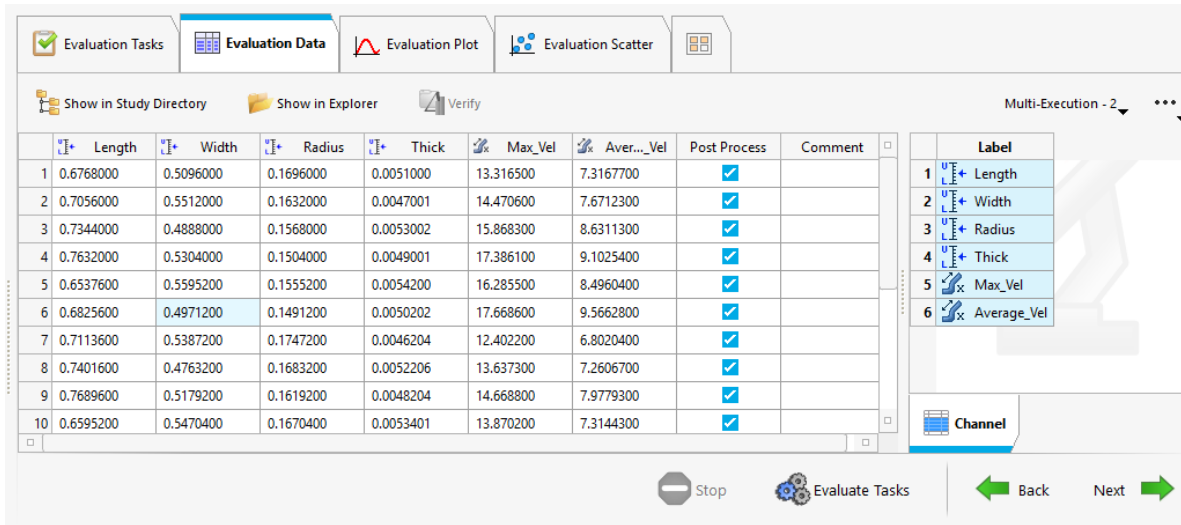 Evaluation Tasks Evaluation Data Evaluation Plot Evaluation Scatter
Show in Study Directory Show in Explorer Verify Multi-Execution - 2
Length Width Radius Thick Max_Vel Aver..._Vel Post Process Comment
1 0.6768000 0.5096000 0.1696000 0.0051000 13.316500 7.3167700
2 0.7056000 0.5512000 0.1632000 0.0047001 14.470600 7.6712300
3 0.7344000 0.4888000 0.1568000 0.0053002 15.868300 8.6311300
4 0.7632000 0.5304000 0.1504000 0.0049001 17.386100 9.1025400
5 0.6537600 0.5595200 0.1555200 0.0054200 16.285500 8.4960400
6 0.6825600 0.4971200 0.1491200 0.0050202 17.668600 9.5662800
7 0.7113600 0.5387200 0.1747200 0.0046204 12.402200 6.8020400
8 0.7401600 0.4763200 0.1683200 0.0052206 13.637300 7.2606700
9 0.7689600 0.5179200 0.1619200 0.0048204 14.668800 7.9779300
10 0.6595200 0.5470400 0.1670400 0.0053401 13.870200 7.3144300
Label
1 Length
2 Width
3 Radius
4 Thick
5 Max_Vel
6 Average_Vel
Channel
Stop Evaluate Tasks Back Next